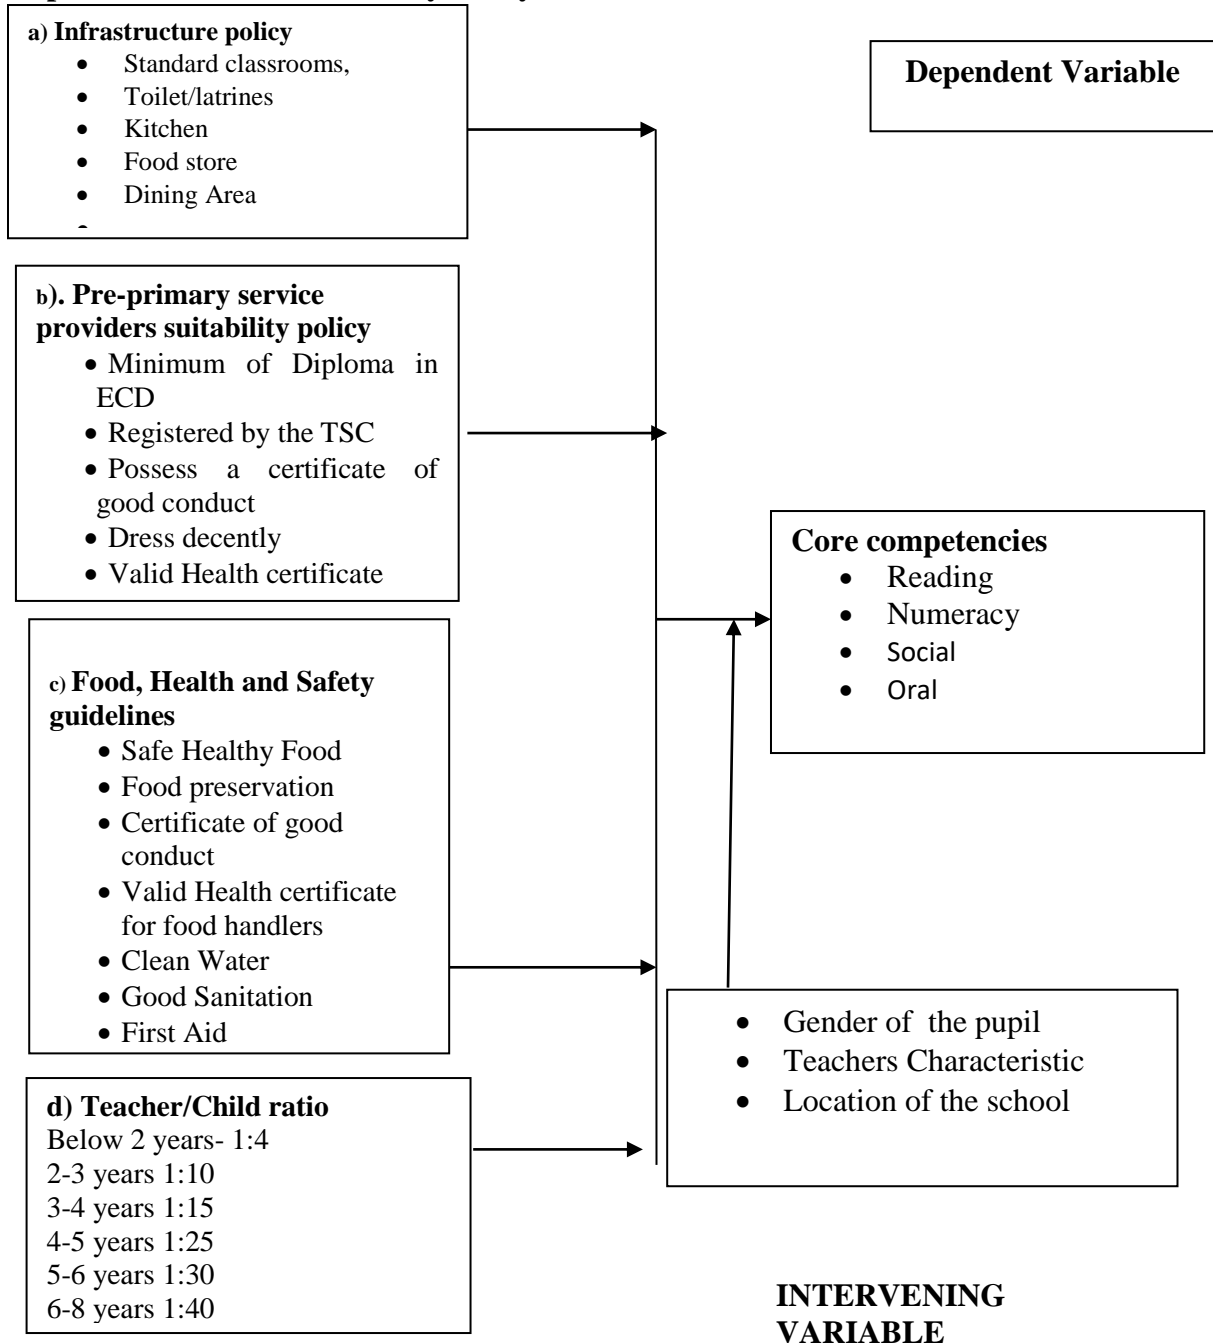 a) Infrastructure policy
• Standard classrooms,
• Toilet/latrines
• Kitchen
• Food store
• Dining Area
•
Dependent Variable
b). Pre-primary service
providers suitability policy
• Minimum of Diploma in
ECD
• Registered by the TSC
• Possess a certificate of
good conduct
• Dress decently
• Valid Health certificate
Core competencies
• Reading
• Numeracy
• Social
• Oral
c) Food, Health and Safety
guidelines
• Safe Healthy Food
• Food preservation
• Certificate of good
conduct
• Valid Health certificate
for food handlers
• Clean Water
• Good Sanitation
• First Aid
• Gender of the pupil
• Teachers Characteristic
• Location of the school
d) Teacher/Child ratio
Below 2 years- 1:4
2-3 years 1:10
3-4 years 1:15
4-5 years 1:25
5-6 years 1:30
6-8 years 1:40
INTERVENING
VARIABLE